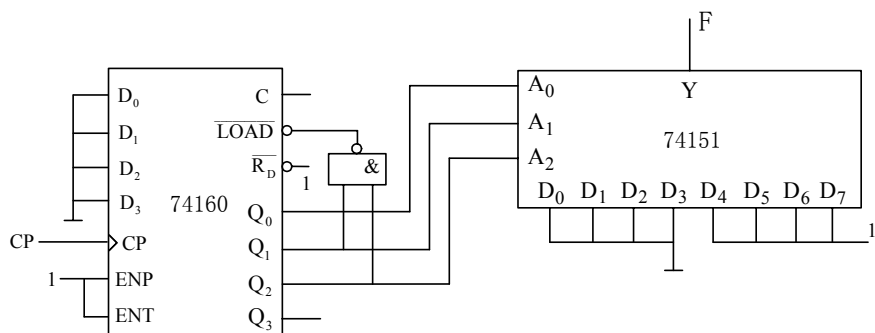 F
D₀
C
A₀
Y
LOAD
D₁
A₁
74151
&
D₂
R_D
1
A₂
D₃
74160
D₀ D₁ D₂ D₃ D₄ D₅ D₆ D₇
Q₀
CP
CP
Q₁
1
1
ENP
Q₂
ENT
Q₃